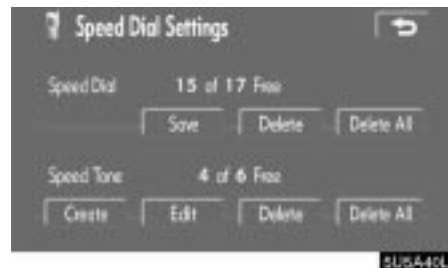 Speed Dial Settings
Speed Dial 15 of 17 Free
Save Delete Delete All
Speed Tone 4 of 6 Free
Create Edit Delete Delete All
5U5A40L